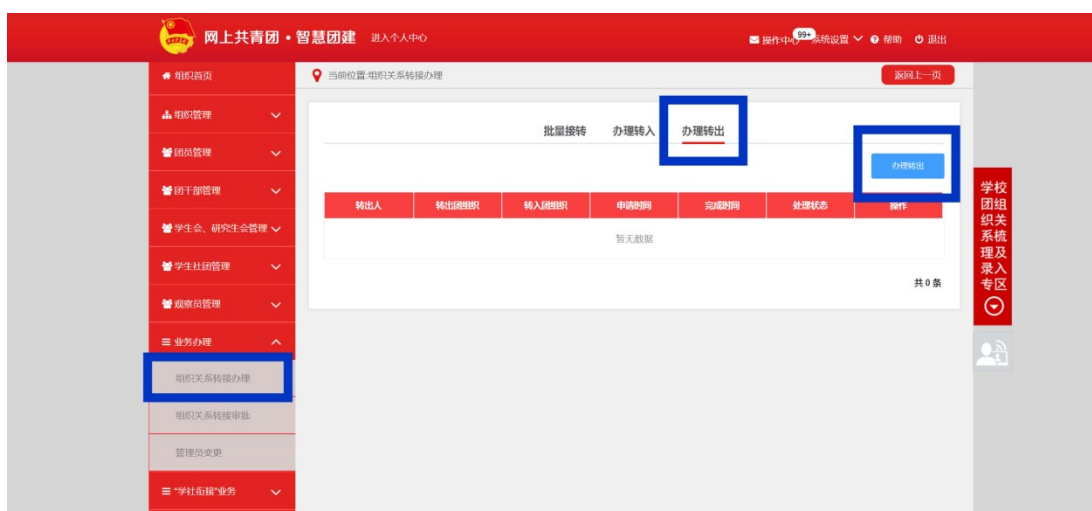 网上共青团·智慧团建 进入个人中心
操作中心 99+ 系统设置 帮助 退出
组织首页
当前位置:组织关系转接办理
返回上一页
组织管理
团员管理
团干部管理
学生会、研究生会管理
学生社团管理
观察员管理
业务办理
组织关系转接办理
组织关系转接审批
管理员变更
"学社衔接"业务
批量接转 办理转入 办理转出
办理转出
转出人 转出团组织 转入团组织 申请时间 完成时间 处理状态 操作
暂无数据
共 0 条
学校
团组
织关
系梳
理及
录入
专区